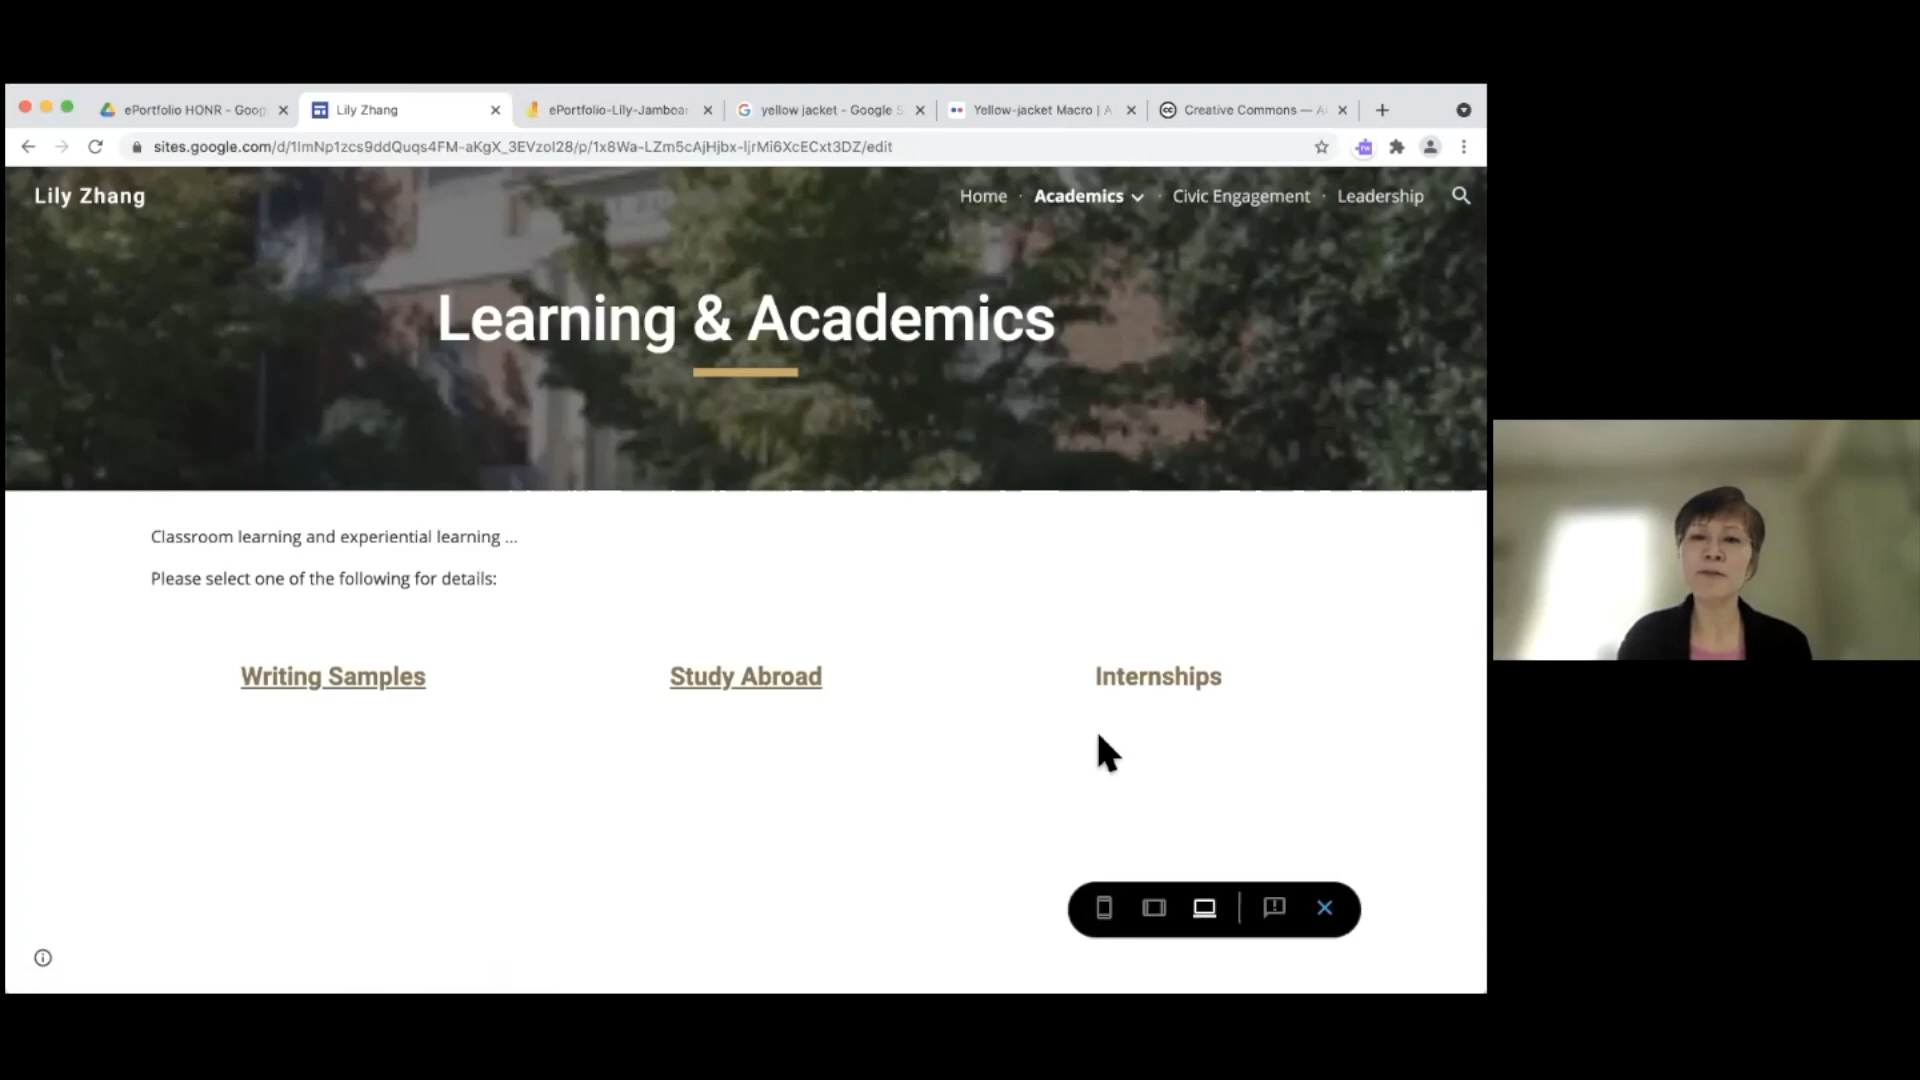 ePortfolio HONR - Goog
Lily Zhang
ePortfolio-Lily-Jamboar
yellow jacket - Google S
Yellow-jacket Macro | A
Creative Commons — A
sites.google.com/d/1lmNp1zcs9ddQuqs4FM-aKgX_3EVzoI28/p/1x8Wa-LZm5cAjHjbx-ljrMi6XcECxt3DZ/edit
Lily Zhang
Home · Academics · Civic Engagement · Leadership
Learning & Academics
Classroom learning and experiential learning ...
Please select one of the following for details:
Writing Samples
Study Abroad
Internships